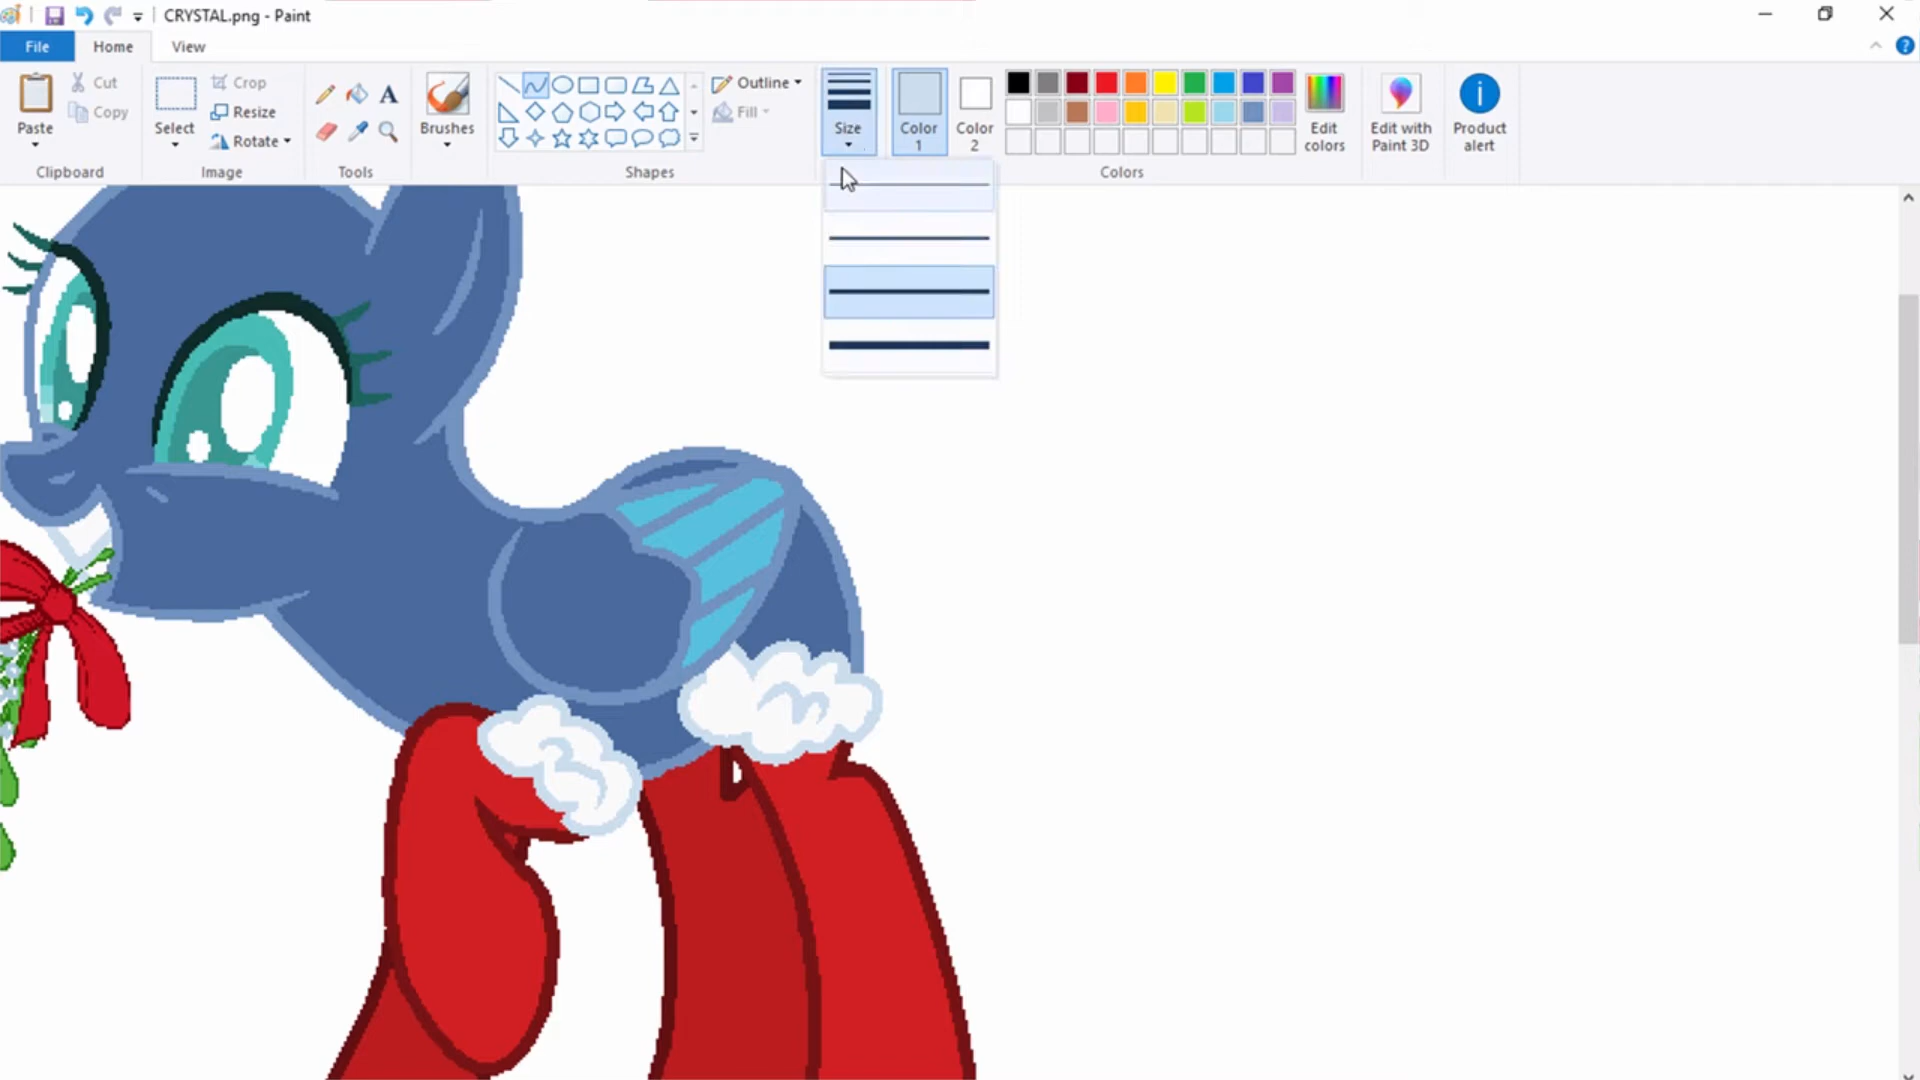 CRYSTAL.png - Paint
File Home View
Paste
Cut
Copy
Clipboard
Select
Crop
Resize
Rotate
Image
A
Tools
Brushes
Outline
Fill
Shapes
Size
Color 1
Color 2
Edit colors
Colors
Edit with Paint 3D
Product alert